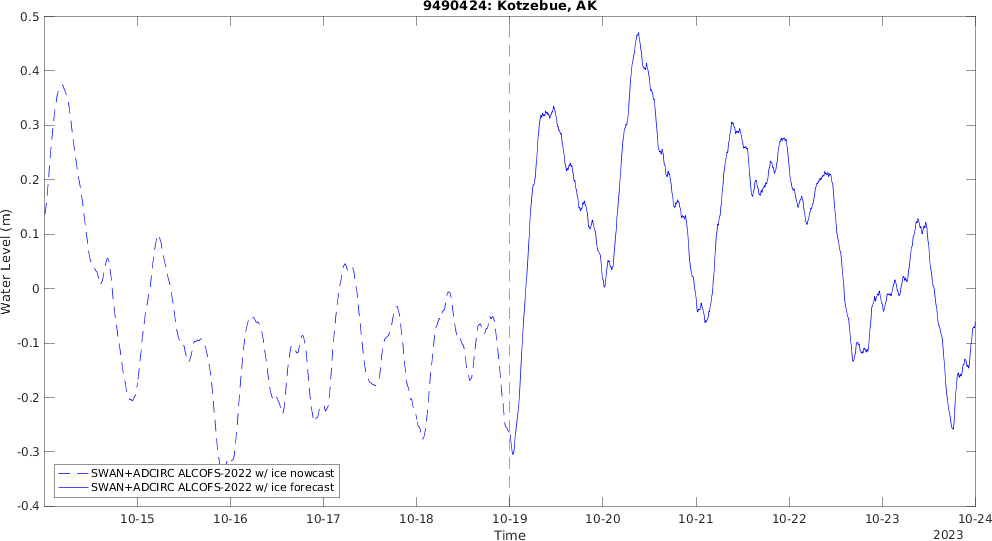 9490424: Kotzebue, AK
0.5
0.4
0.3
0.2
0.1
0
-0.1
-0.2
-0.3
-0.4
Water Level (m)
SWAN+ADCIRC ALCOFS-2022 w/ ice nowcast
SWAN+ADCIRC ALCOFS-2022 w/ ice forecast
10-15 10-16 10-17 10-18 10-19 10-20 10-21 10-22 10-23 10-24
Time
2023